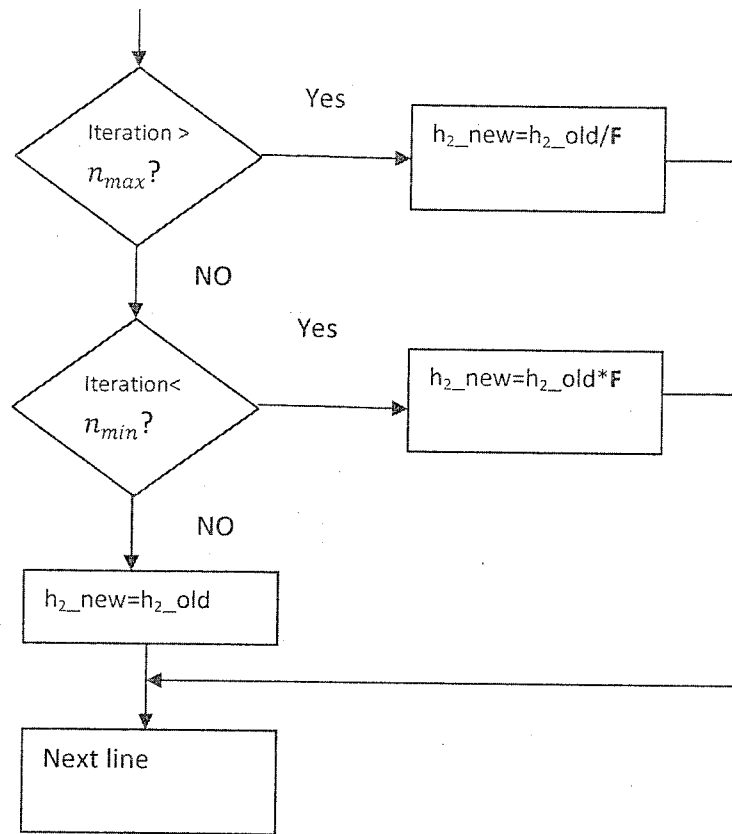 Yes
Iteration >
n_max?
h₂_new=h₂_old/F
NO
Yes
Iteration<
n_min?
h₂_new=h₂_old*F
NO
h₂_new=h₂_old
Next line